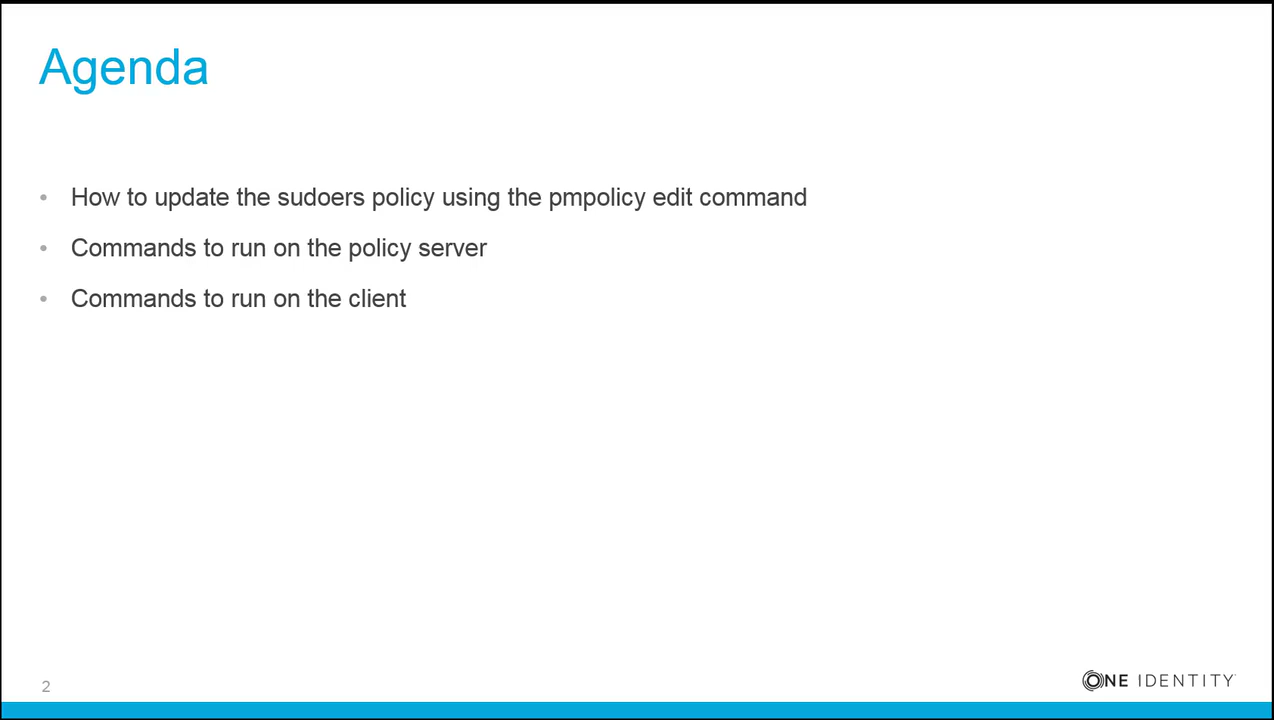 Agenda
• How to update the sudoers policy using the pmpolicy edit command
• Commands to run on the policy server
• Commands to run on the client
2
ONE IDENTITY